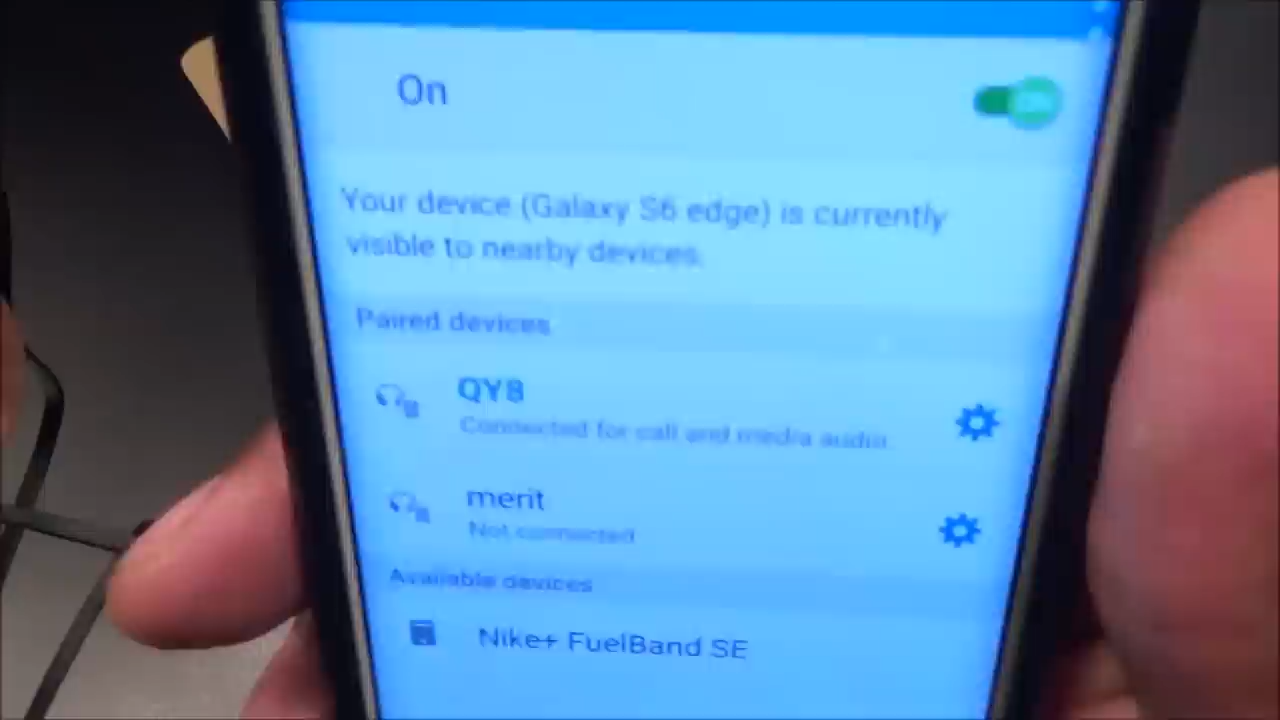 On
Your device (Galaxy S6 edge) is currently
visible to nearby devices.
Paired devices
QY8
Connected for call and media audio
merit
Not connected
Available devices
Nike+ FuelBand SE